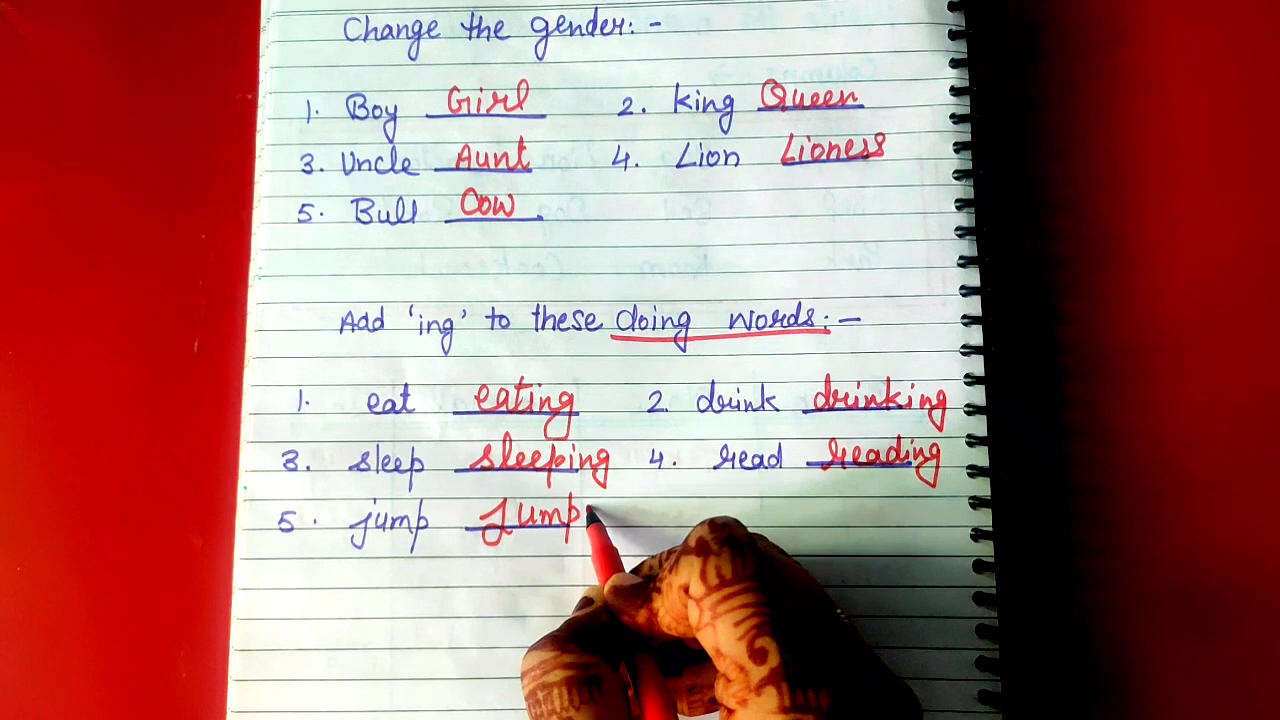 Change the gender:-
1. Boy Girl 2. King Queen
3. Uncle Aunt 4. Lion Lioness
5. Bull Cow.
Add 'ing' to these doing words:-
1. eat eating 2. drink drinking
3. sleep sleeping 4. read reading
5. jump Jump